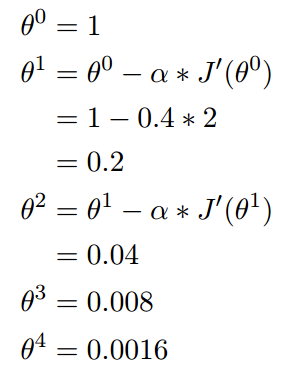 θ⁰ = 1
θ¹ = θ⁰ − α ∗ J′(θ⁰)
= 1 − 0.4 ∗ 2
= 0.2
θ² = θ¹ − α ∗ J′(θ¹)
= 0.04
θ³ = 0.008
θ⁴ = 0.0016